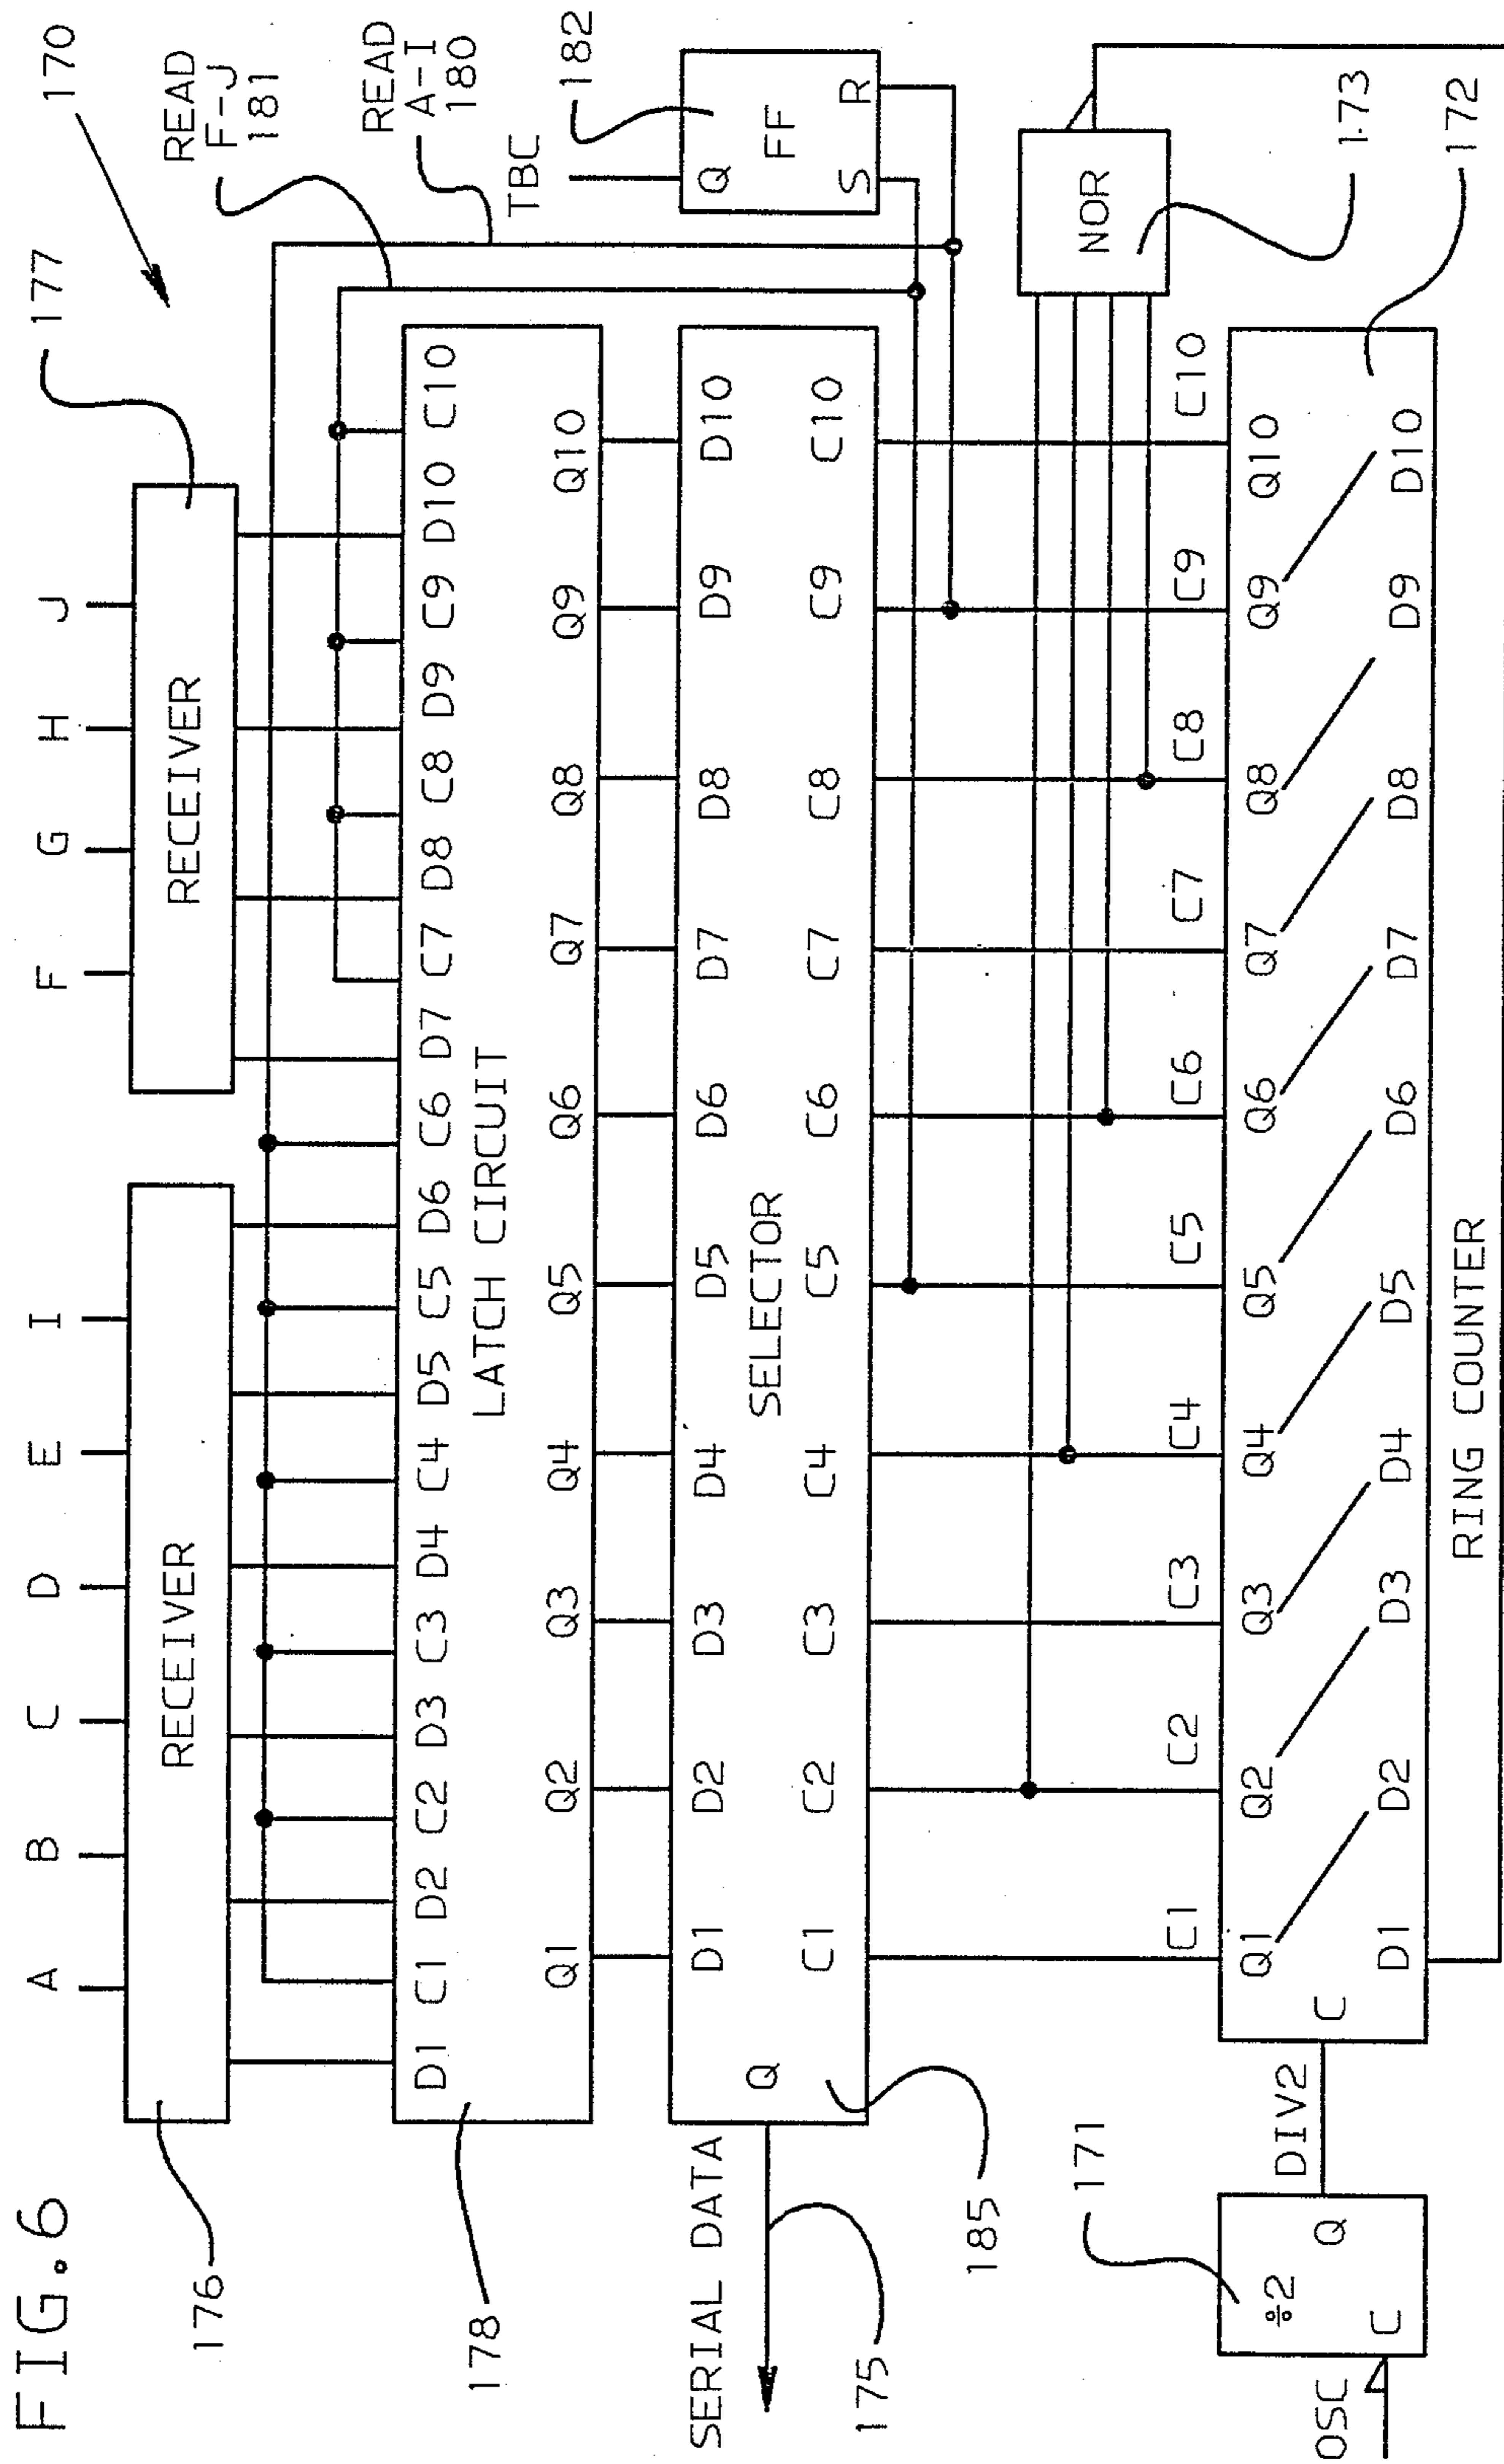 FIG.6
170
A B C D E I
F G H J
177
READ
F-J
181
READ
A-I
180
176
RECEIVER
RECEIVER
TBC
182
D1 C1 D2 C2 D3 C3 D4 C4 D5 C5 D6 C6 D7 C7 D8 C8 D9 C9 D10 C10
LATCH CIRCUIT
Q1 Q2 Q3 Q4 Q5 Q6 Q7 Q8 Q9 Q10
178
Q
FF
S R
D1 D2 D3 D4 D5 D6 D7 D8 D9 D10
Q
SELECTOR
C1 C2 C3 C4 C5 C6 C7 C8 C9 C10
SERIAL DATA
175
185
NOR
173
C1 C2 C3 C4 C5 C6 C7 C8 C9 C10
171
DIV2
Q1 Q2 Q3 Q4 Q5 Q6 Q7 Q8 Q9 Q10
172
÷2
Q
C
C
D1 D2 D3 D4 D5 D6 D7 D8 D9 D10
OSC
RING COUNTER